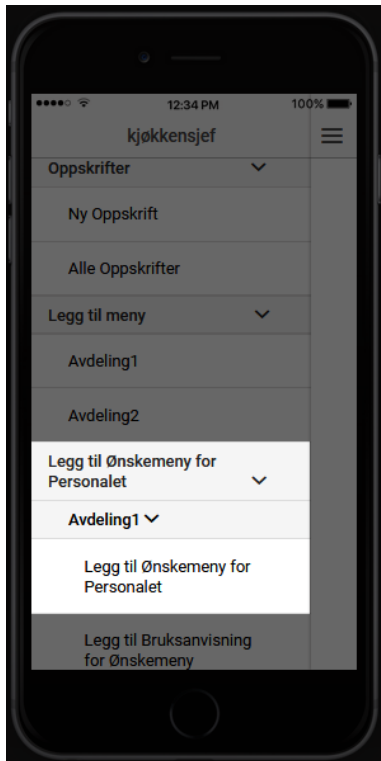 12:34 PM
100%
kjøkkensjef
Oppskrifter
Ny Oppskrift
Alle Oppskrifter
Legg til meny
Avdeling1
Avdeling2
Legg til Ønskemeny for
Personalet
Avdeling1
Legg til Ønskemeny for
Personalet
Legg til Bruksanvisning
for Ønskemeny